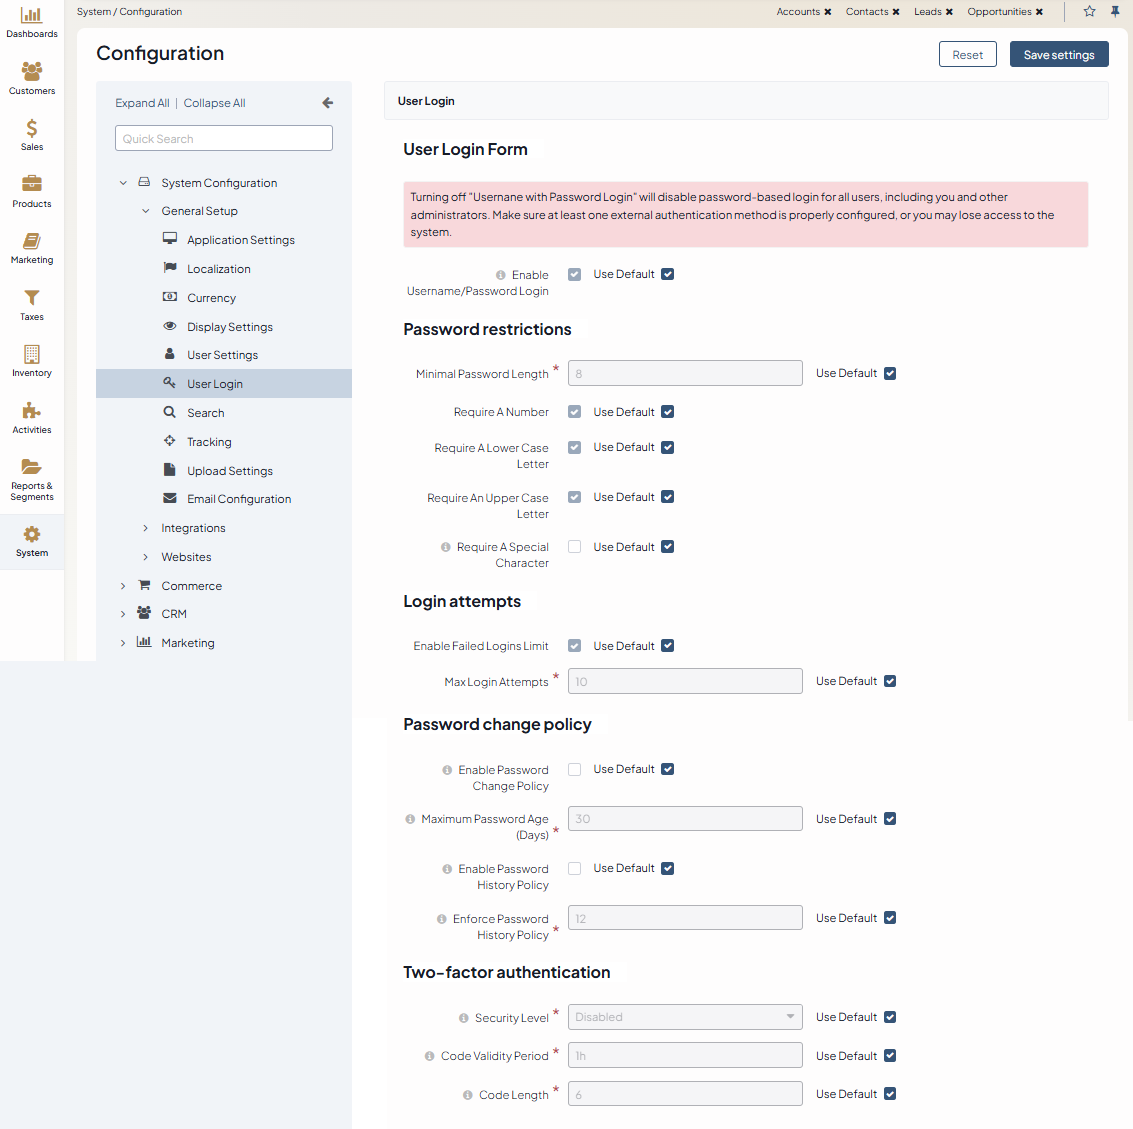 System / Configuration
Accounts ✖ Contacts ✖ Leads ✖ Opportunities ✖
Dashboards
Customers
Sales
Products
Marketing
Taxes
Inventory
Activities
Reports &
Segments
System
Configuration
Reset
Save settings
Expand All | Collapse All
Quick Search
System Configuration
General Setup
Application Settings
Localization
Currency
Display Settings
User Settings
User Login
Search
Tracking
Upload Settings
Email Configuration
Integrations
Websites
Commerce
CRM
Marketing
User Login
User Login Form
Turning off "Usernane with Password Login" will disable password-based login for all users, including you and other
administrators. Make sure at least one external authentication method is properly configured, or you may lose access to the
system.
Enable
Username/Password Login
Use Default
Password restrictions
Minimal Password Length * 8 Use Default
Require A Number Use Default
Require A Lower Case
Letter
Use Default
Require An Upper Case
Letter
Use Default
Require A Special
Character
Use Default
Login attempts
Enable Failed Logins Limit Use Default
Max Login Attempts * 10 Use Default
Password change policy
Enable Password
Change Policy
Use Default
Maximum Password Age
(Days) *
30 Use Default
Enable Password
History Policy
Use Default
Enforce Password
History Policy *
12 Use Default
Two-factor authentication
Security Level * Disabled Use Default
Code Validity Period * 1h Use Default
Code Length * 6 Use Default